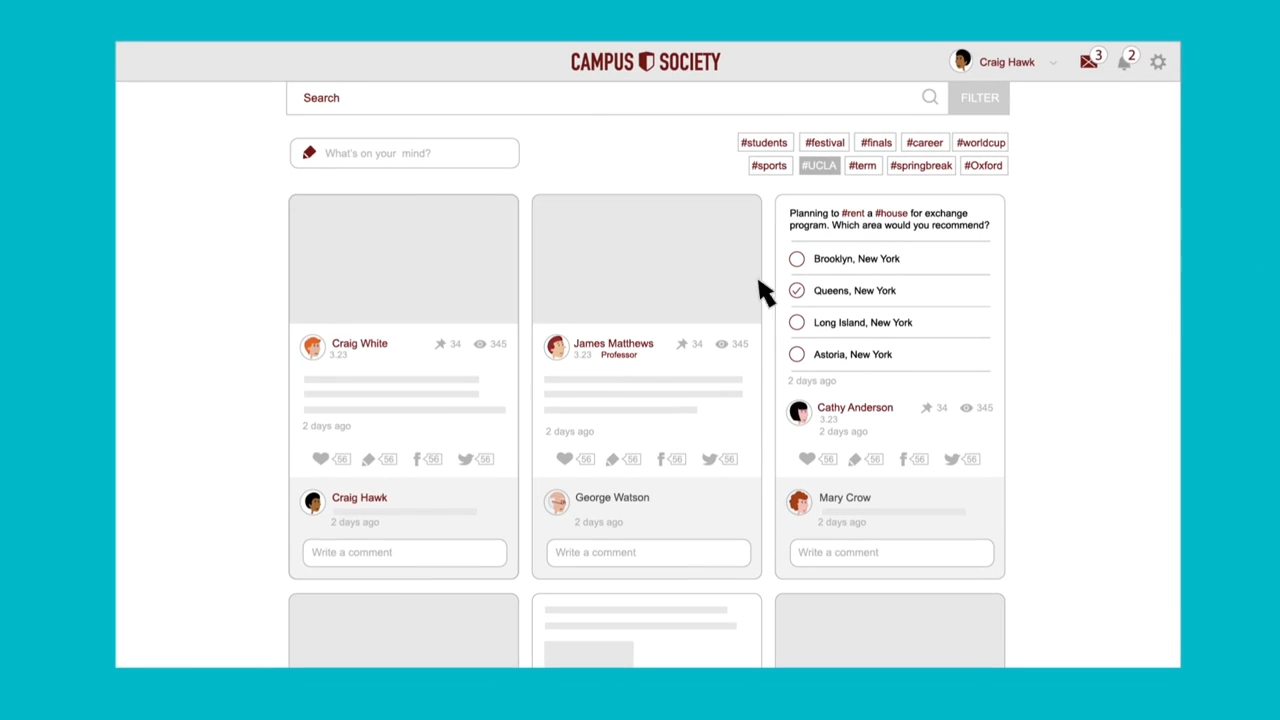 CAMPUS SOCIETY
Craig Hawk
3
2
Search
FILTER
What's on your mind?
#students #festival #finals #career #worldcup
#sports #UCLA #term #springbreak #Oxford
Craig White 34 345
3.23
2 days ago
56 56 56 56
Craig Hawk
2 days ago
Write a comment
James Matthews 34 345
3.23 Professor
2 days ago
56 56 56 56
George Watson
2 days ago
Write a comment
Planning to #rent a #house for exchange
program. Which area would you recommend?
Brooklyn, New York
Queens, New York
Long Island, New York
Astoria, New York
2 days ago
Cathy Anderson 34 345
3.23
2 days ago
56 56 56 56
Mary Crow
2 days ago
Write a comment